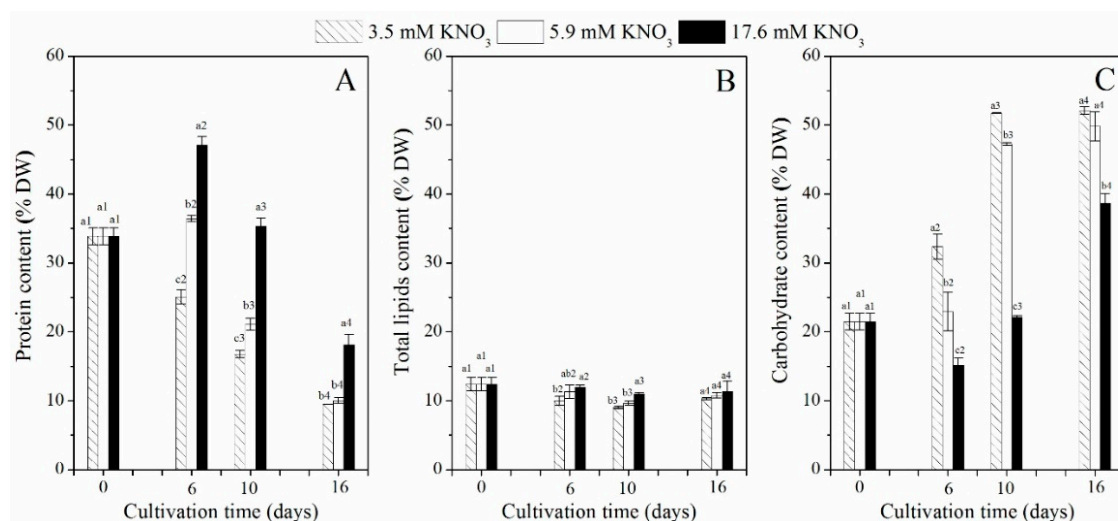 3.5 mM KNO₃ 5.9 mM KNO₃ 17.6 mM KNO₃
A
Protein content (% DW)
60
50
40
30
20
10
0
a1 a1 a1
c2 b2 a2
c3 b3 a3
b4 b4 a4
0 6 10 16
Cultivation time (days)
B
Total lipids content (% DW)
60
50
40
30
20
10
0
a1 a1 a1
b2 ab2 a2
b3 b3 a3
a4 a4 a4
0 6 10 16
Cultivation time (days)
C
Carbohydrate content (% DW)
60
50
40
30
20
10
0
a1 a1 a1
a2 b2 c2
a3 b3 c3
a4 a4 b4
0 6 10 16
Cultivation time (days)